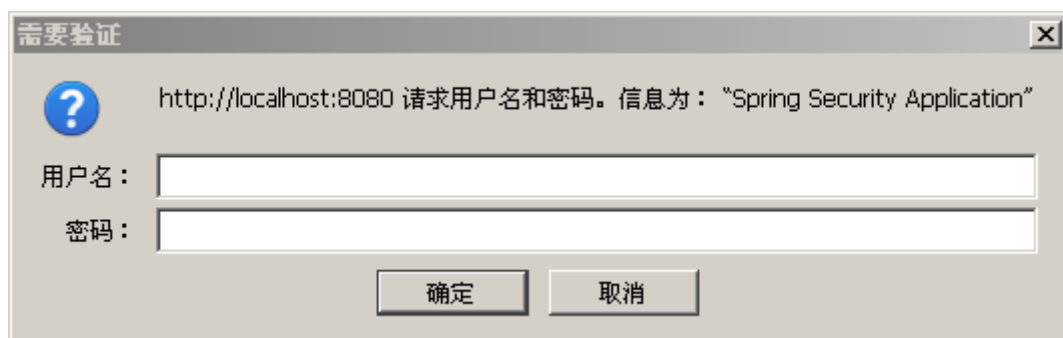 需要验证
http://localhost:8080 请求用户名和密码。信息为：“Spring Security Application”
用户名：
密码：
确定 取消